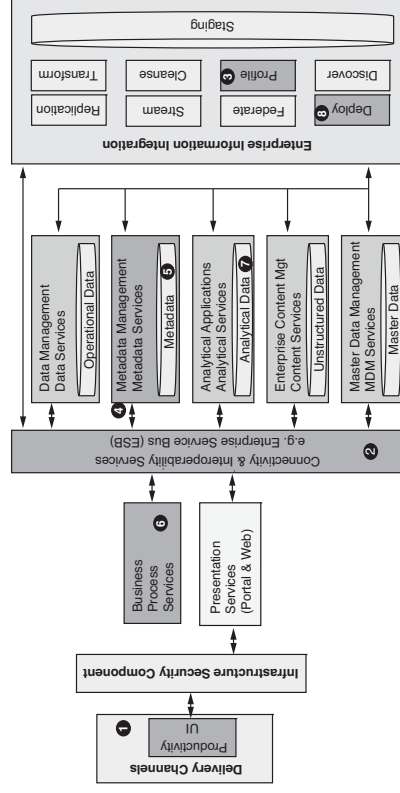 Delivery Channels
1
Productivity
UI
Infrastructure Security Component
Business
Process
Services
6
Presentation
Services
(Portal & Web)
Connectivity & Interoperability Services
e.g. Enterprise Service Bus (ESB)
2
Data Management
Data Services
Operational Data
4
Metadata Management
Metadata Services
Metadata
5
Analytical Applications
Analytical Services
Analytical Data
7
Enterprise Content Mgt
Content Services
Unstructured Data
Master Data Management
MDM Services
Master Data
Enterprise Information Integration
Deploy
8
Federate
Stream
Replication
Discover
Profile
3
Cleanse
Transform
Staging